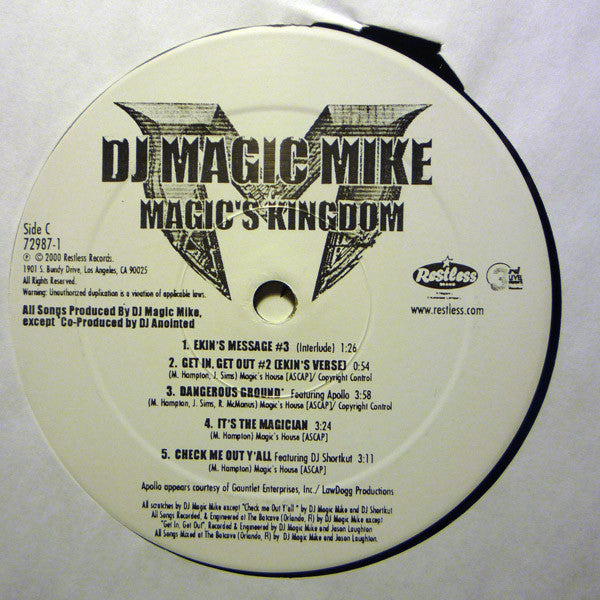 DJ MAGIC MIKE
MAGIC'S KINGDOM
Side C
72987-1
℗ © 2000 Restless Records.
1901 S. Bundy Drive, Los Angeles, CA 90025
All Rights Reserved.
Warning: Unauthorized duplication is a violation of applicable laws.
All Songs Produced By DJ Magic Mike,
except *Co-Produced by DJ Anointed
Restless
3rd
www.restless.com
1. EKIN'S MESSAGE #3 (Interlude) 1:26
2. GET IN, GET OUT #2 (EKIN'S VERSE) 0:54
(M. Hampton, J. Sims) Magic's House [ASCAP]/ Copyright Control
3. DANGEROUS GROUND* Featuring Apollo 3:58
(M. Hampton, J. Sims, R. McManus) Magic's House [ASCAP]/ Copyright Control
4. IT'S THE MAGICIAN 3:24
(M. Hampton) Magic's House [ASCAP]
5. CHECK ME OUT Y'ALL Featuring DJ Shortkut 3:11
(M. Hampton) Magic's House [ASCAP]
Apollo appears courtesy of Gauntlet Enterprises, Inc./ LawDogg Productions
All scratches by DJ Magic Mike except "Check me Out Y'all " by DJ Magic Mike and DJ Shortkut
All Songs Recorded, & Engineered at The Batcave (Orlando, Fl) by DJ Magic Mike except
"Get In, Get Out", Recorded & Engineered by DJ Magic Mike and Jason Laughton.
All Songs Mixed at The Batcave (Orlando, Fl) by DJ Magic Mike and Jason Laughton.